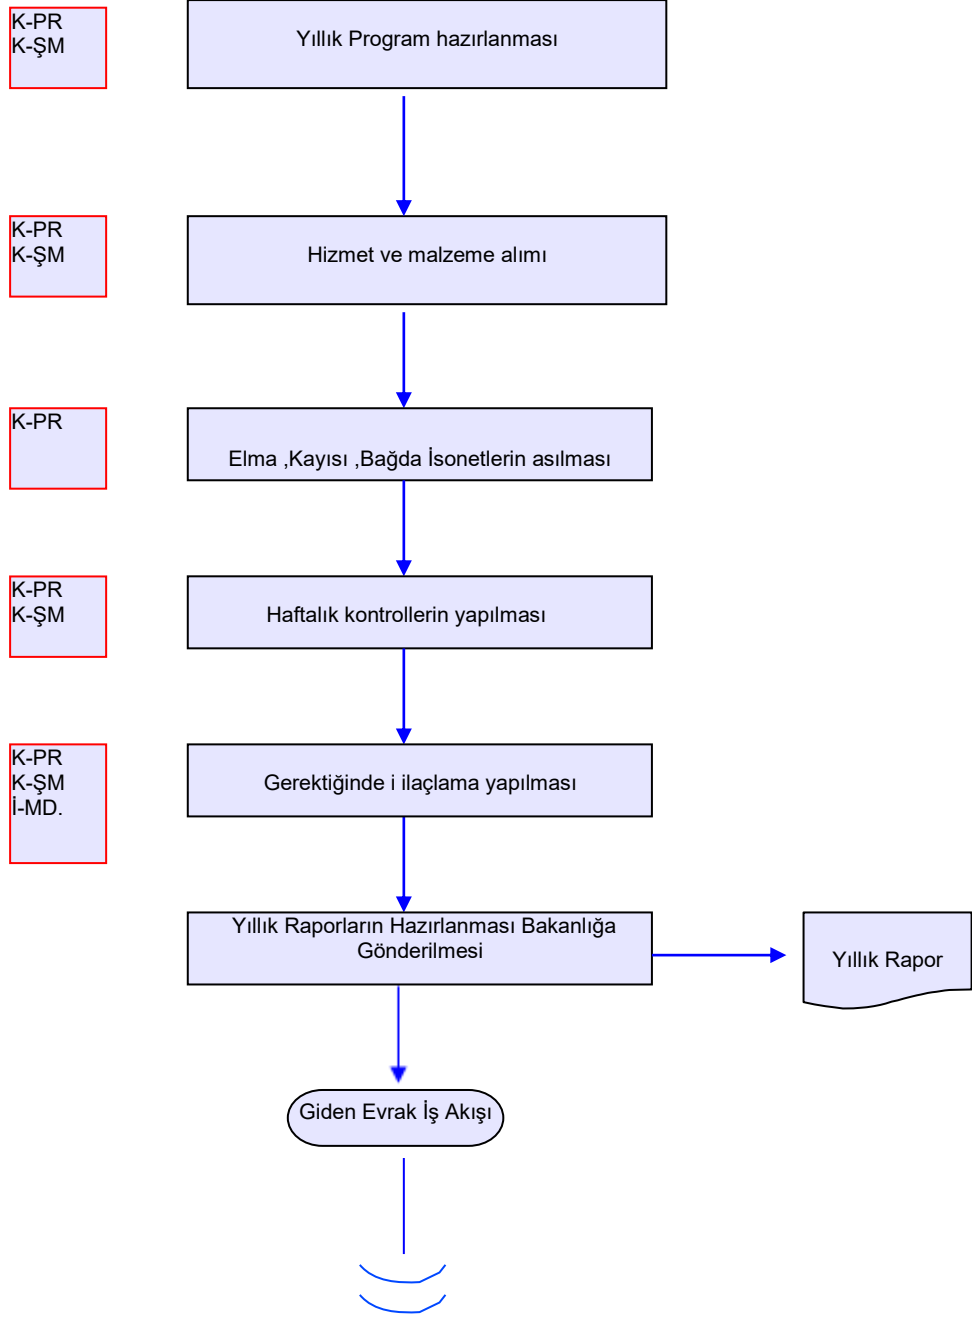 K-PR
K-ŞM
Yıllık Program hazırlanması
K-PR
K-ŞM
Hizmet ve malzeme alımı
K-PR
Elma ,Kayısı ,Bağda İsonetlerin asılması
K-PR
K-ŞM
Haftalık kontrollerin yapılması
K-PR
K-ŞM
İ-MD.
Gerektiğinde i ilaçlama yapılması
Yıllık Raporların Hazırlanması Bakanlığa
Gönderilmesi
Yıllık Rapor
Giden Evrak İş Akışı